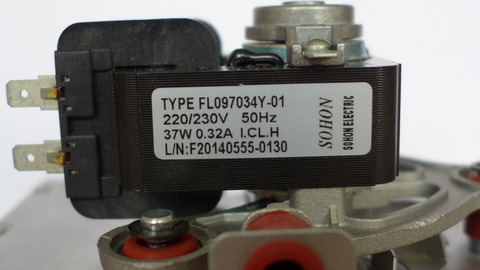 TYPE FL097034Y-01
220/230V 50Hz
37W 0.32A I.CL.H
L/N:F20140555-0130
SOHON
SOHON ELECTRIC